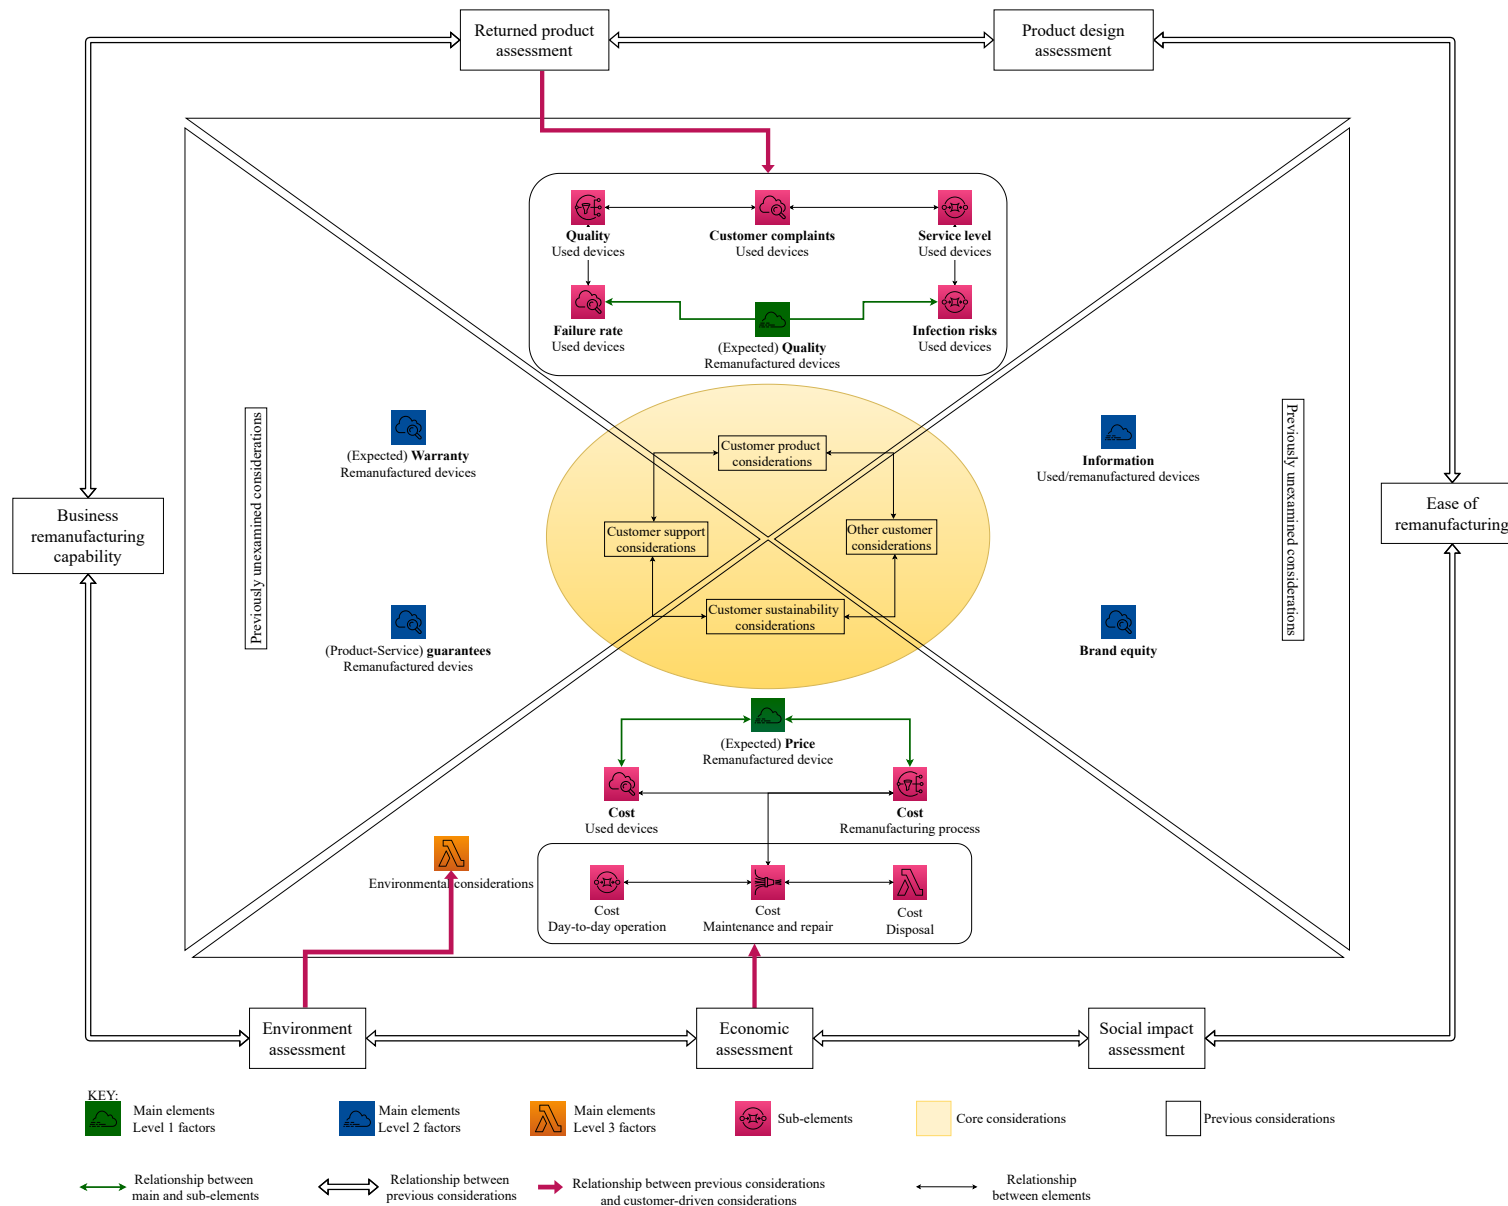 Returned product
assessment
Product design
assessment
Quality
Used devices
Customer complaints
Used devices
Service level
Used devices
Failure rate
Used devices
(Expected) Quality
Remanufactured devices
Infection risks
Used devices
Previously unexamined considerations
(Expected) Warranty
Remanufactured devices
Customer product
considerations
Information
Used/remanufactured devices
Previously unexamined considerations
Business
remanufacturing
capability
Customer support
considerations
Other customer
considerations
Ease of
remanufacturing
Customer sustainability
considerations
(Product-Service) guarantees
Remanufactured devies
Brand equity
(Expected) Price
Remanufactured device
Cost
Used devices
Cost
Remanufacturing process
Environmental considerations
Cost
Day-to-day operation
Cost
Maintenance and repair
Cost
Disposal
Environment
assessment
Economic
assessment
Social impact
assessment
KEY:
Main elements
Level 1 factors
Main elements
Level 2 factors
Main elements
Level 3 factors
Sub-elements
Core considerations
Previous considerations
Relationship between
main and sub-elements
Relationship between
previous considerations
Relationship between previous considerations
and customer-driven considerations
Relationship
between elements